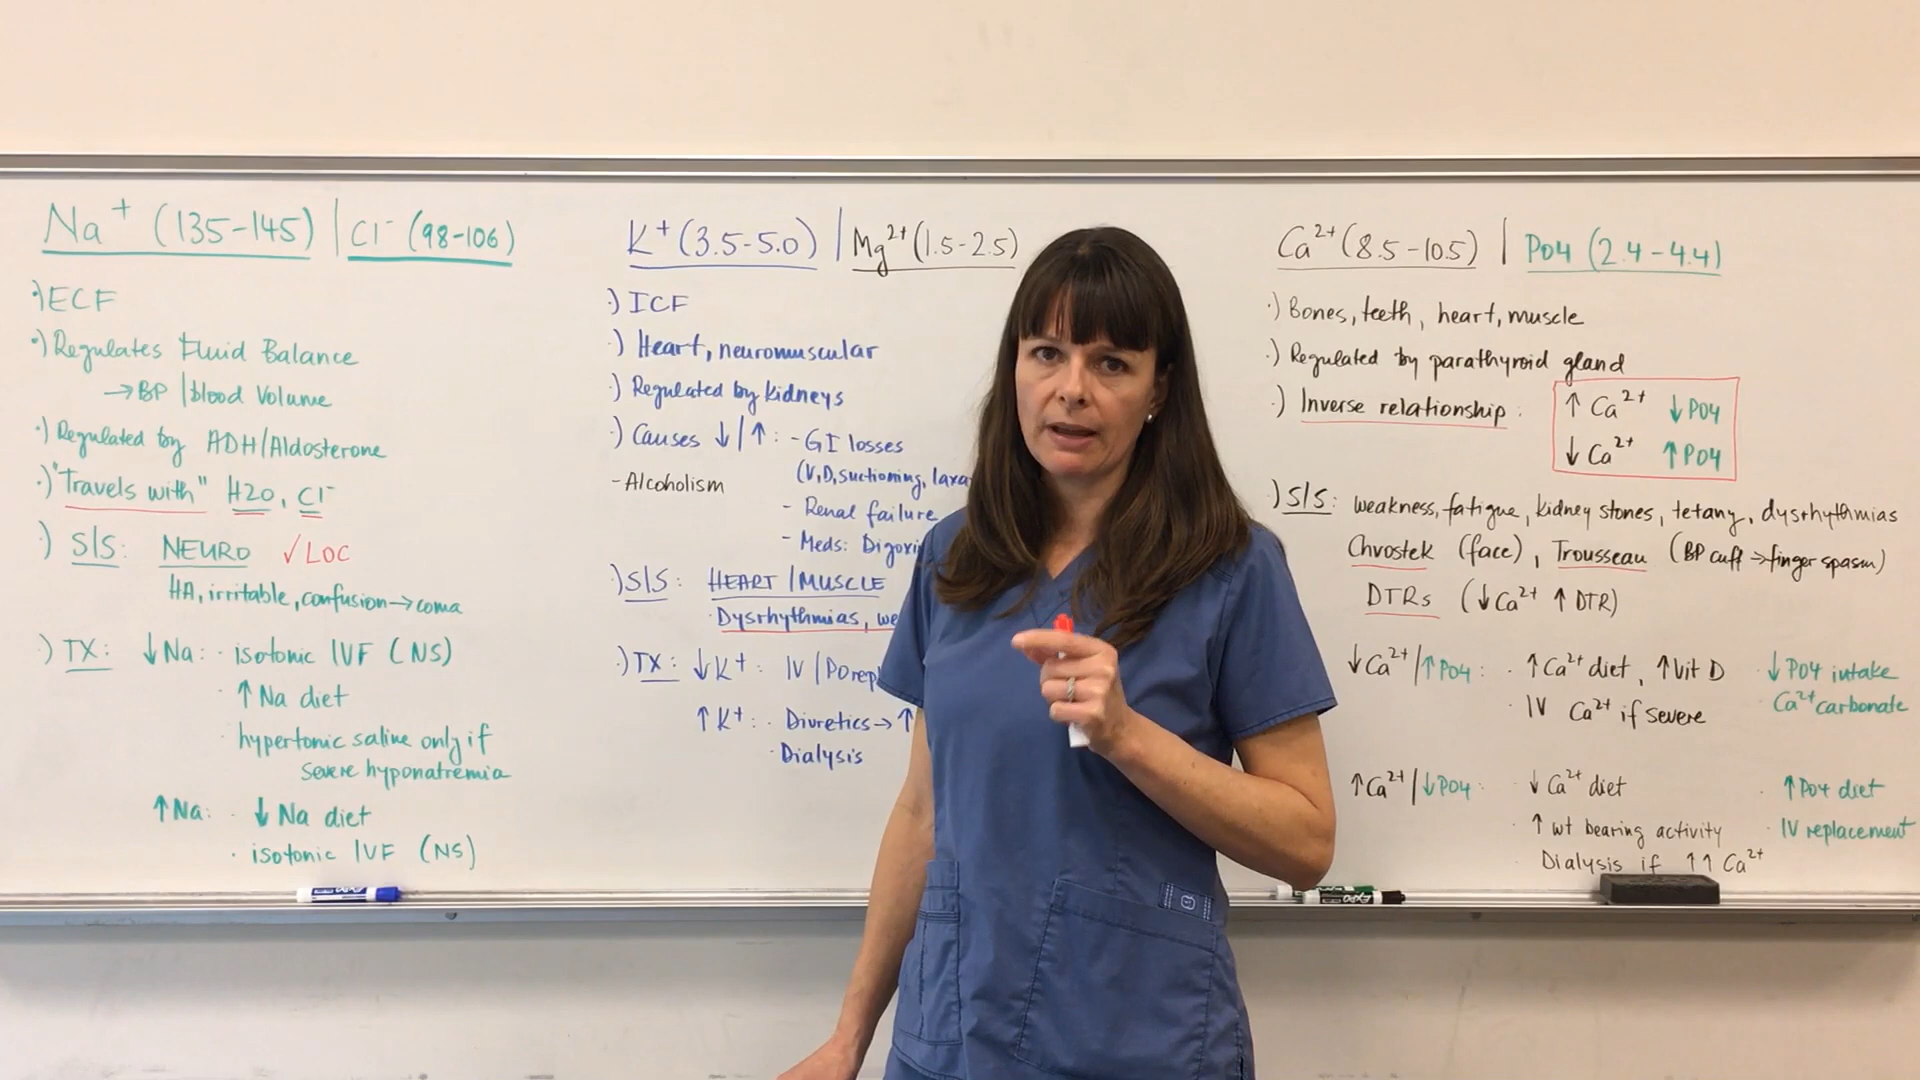 Na+ (135-145) | Cl- (98-106)
·) ECF
·) Regulates Fluid Balance
→ BP | blood Volume
·) Regulated by ADH/Aldosterone
·) "Travels with" H2O, Cl-
·) S|S: NEURO ✓LOC
HA, irritable, confusion → coma
·) TX: ↓Na: · isotonic IVF (NS)
· ↑ Na diet
· hypertonic saline only if
severe hyponatremia
↑Na: · ↓ Na diet
· isotonic IVF (NS)
K+ (3.5-5.0) | Mg2+ (1.5-2.5)
·) ICF
·) Heart, neuromuscular
·) Regulated by kidneys
·) Causes ↓/↑: - GI losses
(V, D, suctioning, laxa
- Alcoholism
- Renal failure
- Meds: Digoxi
·) S|S: HEART / MUSCLE
· Dysrhythmias, we
·) TX: ↓K+: IV / PO rep
↑K+: · Diuretics → ↑
· Dialysis
Ca2+ (8.5-10.5) | PO4 (2.4-4.4)
·) Bones, teeth, heart, muscle
·) Regulated by parathyroid gland
·) Inverse relationship: ↑ Ca2+ ↓ PO4
↓ Ca2+ ↑ PO4
·) S|S: weakness, fatigue, kidney stones, tetany, dysrhythmias
Chvostek (face), Trousseau (BP cuff → finger spasm)
DTRs (↓Ca2+ ↑ DTR)
↓Ca2+/↑PO4: · ↑Ca2+ diet, ↑Vit D · ↓ PO4 intake
· IV Ca2+ if severe · Ca2+ carbonate
↑Ca2+/↓PO4: · ↓ Ca2+ diet · ↑PO4 diet
· ↑ wt bearing activity · IV replacement
· Dialysis if ↑↑ Ca2+
EXPO